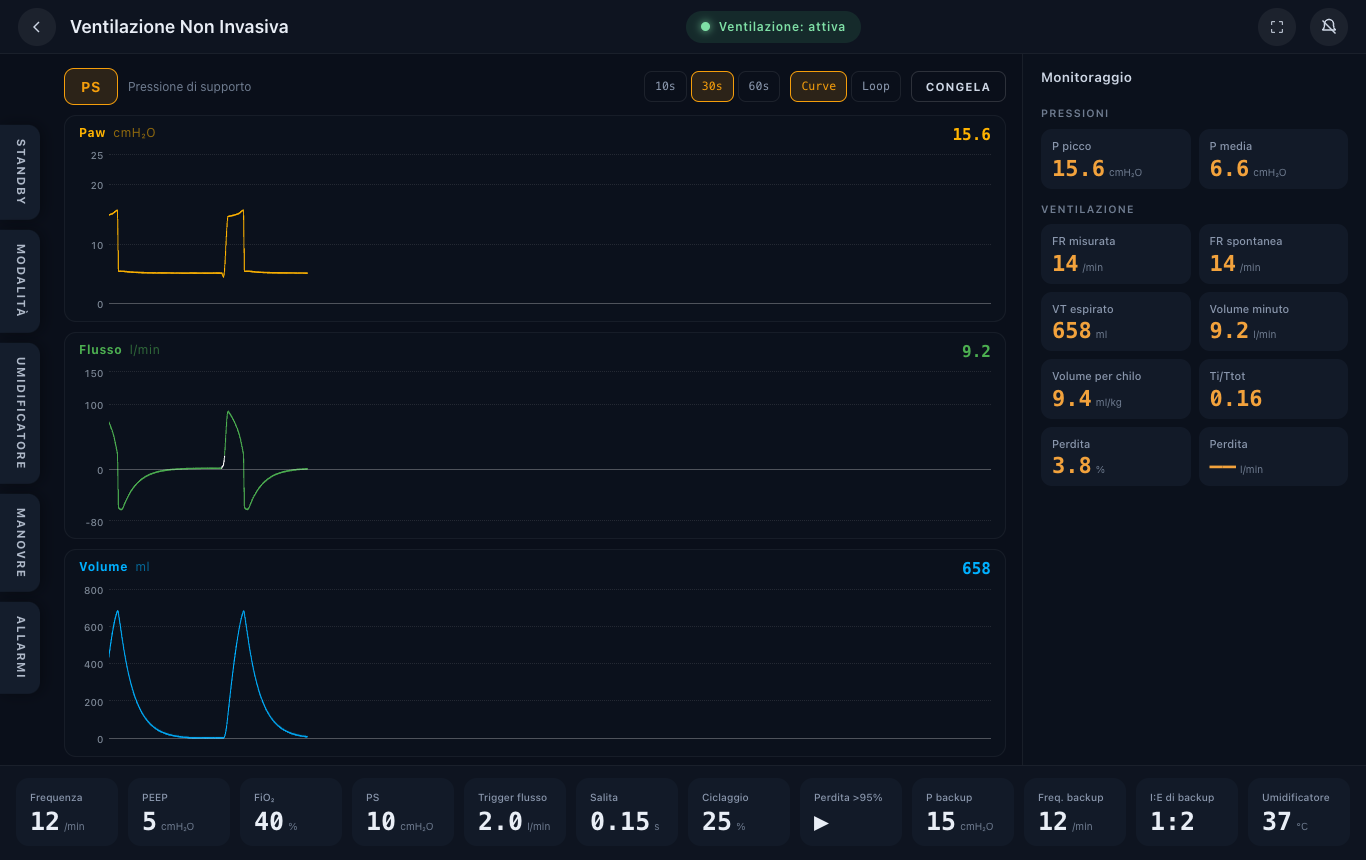 Ventilazione Non Invasiva
Ventilazione: attiva
PS
Pressione di supporto
10s
30s
60s
Curve
Loop
CONGELA
STANDBY
MODALITÀ
UMIDIFICATORE
MANOVRE
ALLARMI
Paw cmH₂O
15.6
25
20
10
0
Flusso l/min
9.2
150
100
0
-80
Volume ml
658
800
600
400
200
0
Monitoraggio
PRESSIONI
P picco
15.6 cmH₂O
P media
6.6 cmH₂O
VENTILAZIONE
FR misurata
14 /min
FR spontanea
14 /min
VT espirato
658 ml
Volume minuto
9.2 l/min
Volume per chilo
9.4 ml/kg
Ti/Ttot
0.16
Perdita
3.8 %
Perdita
—— l/min
Frequenza
12 /min
PEEP
5 cmH₂O
FiO₂
40 %
PS
10 cmH₂O
Trigger flusso
2.0 l/min
Salita
0.15 s
Ciclaggio
25 %
Perdita >95%
▶
P backup
15 cmH₂O
Freq. backup
12 /min
I:E di backup
1:2
Umidificatore
37 °C